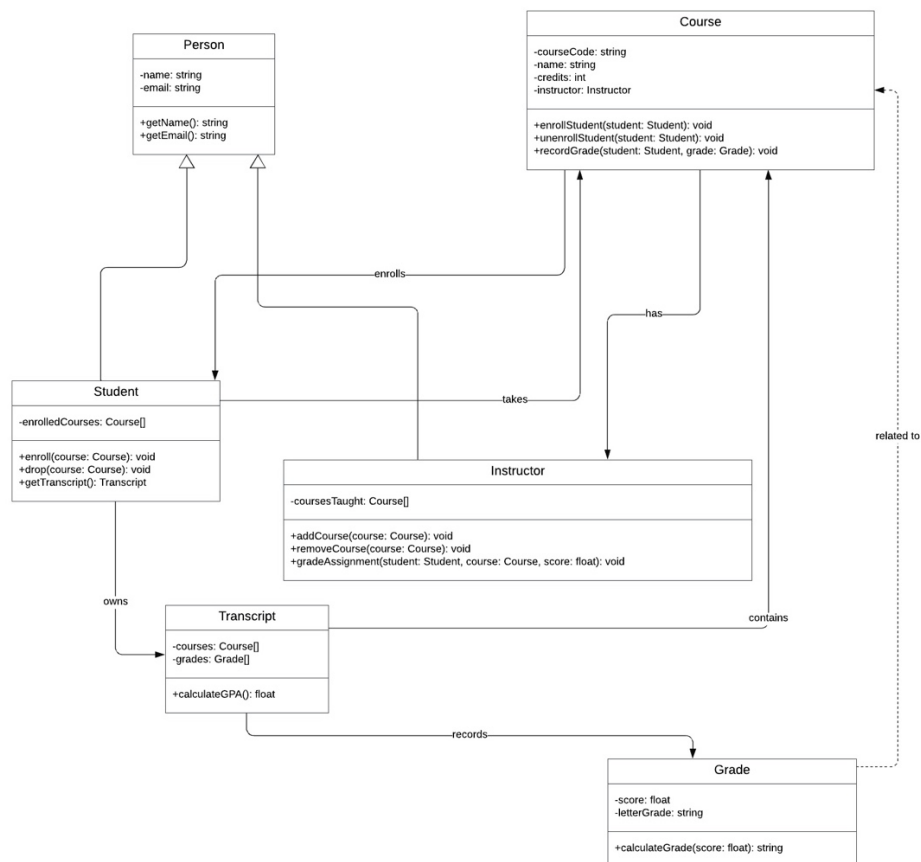 Person
-name: string
-email: string
+getName(): string
+getEmail(): string
Course
-courseCode: string
-name: string
-credits: int
-instructor: Instructor
+enrollStudent(student: Student): void
+unenrollStudent(student: Student): void
+recordGrade(student: Student, grade: Grade): void
enrolls
has
Student
-enrolledCourses: Course[]
+enroll(course: Course): void
+drop(course: Course): void
+getTranscript(): Transcript
takes
related to
Instructor
-coursesTaught: Course[]
+addCourse(course: Course): void
+removeCourse(course: Course): void
+gradeAssignment(student: Student, course: Course, score: float): void
owns
Transcript
-courses: Course[]
-grades: Grade[]
+calculateGPA(): float
contains
records
Grade
-score: float
-letterGrade: string
+calculateGrade(score: float): string